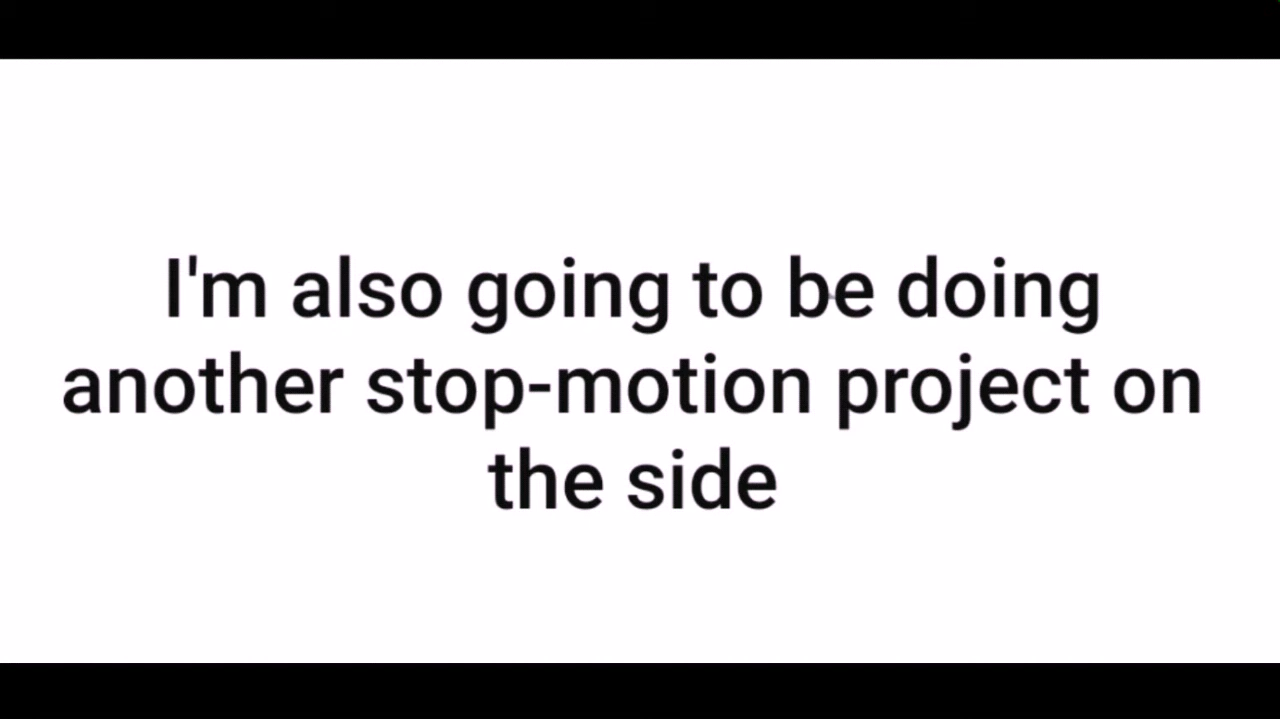 I'm also going to be doing
another stop-motion project on
the side